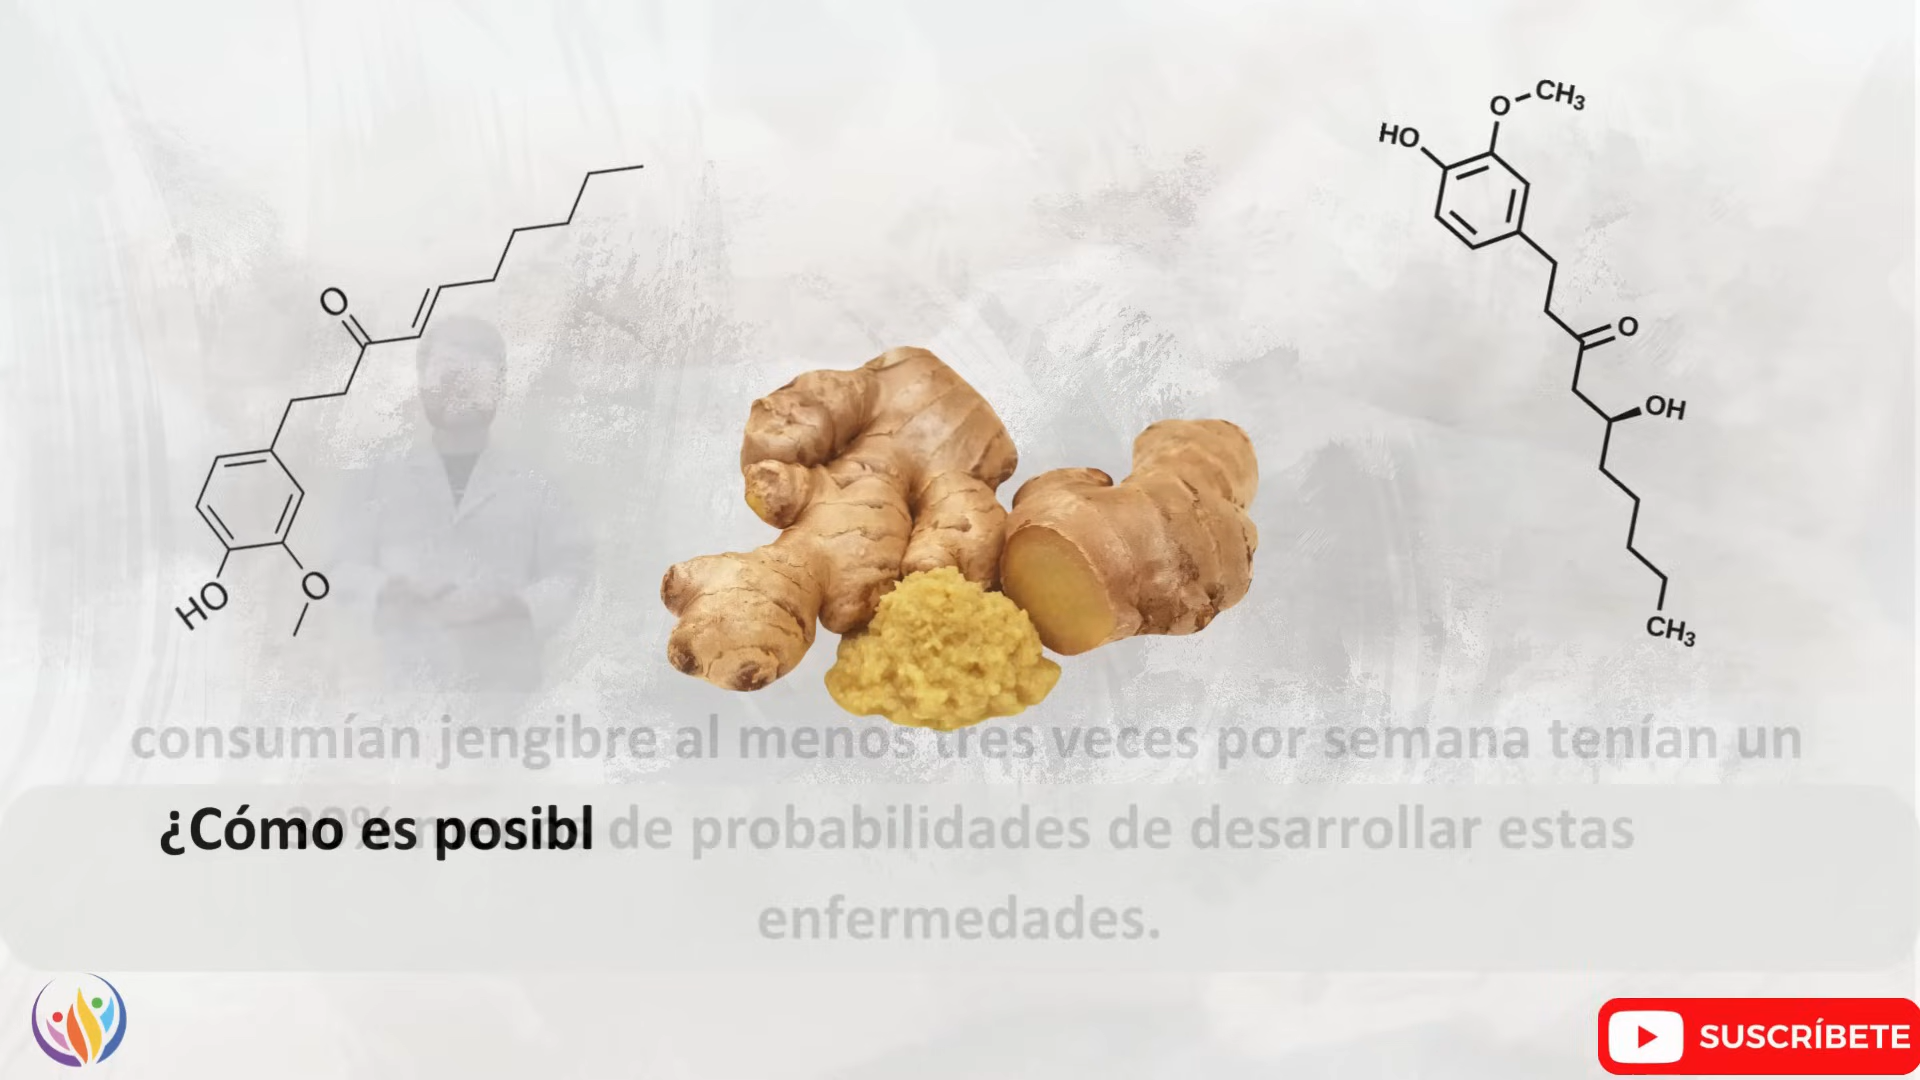 O-CH3
HO
O
O
OH
HO
O
CH3
consumían jengibre al menos tres veces por semana tenían un
¿Cómo es posibl
de probabilidades de desarrollar estas
enfermedades.
SUSCRÍBETE